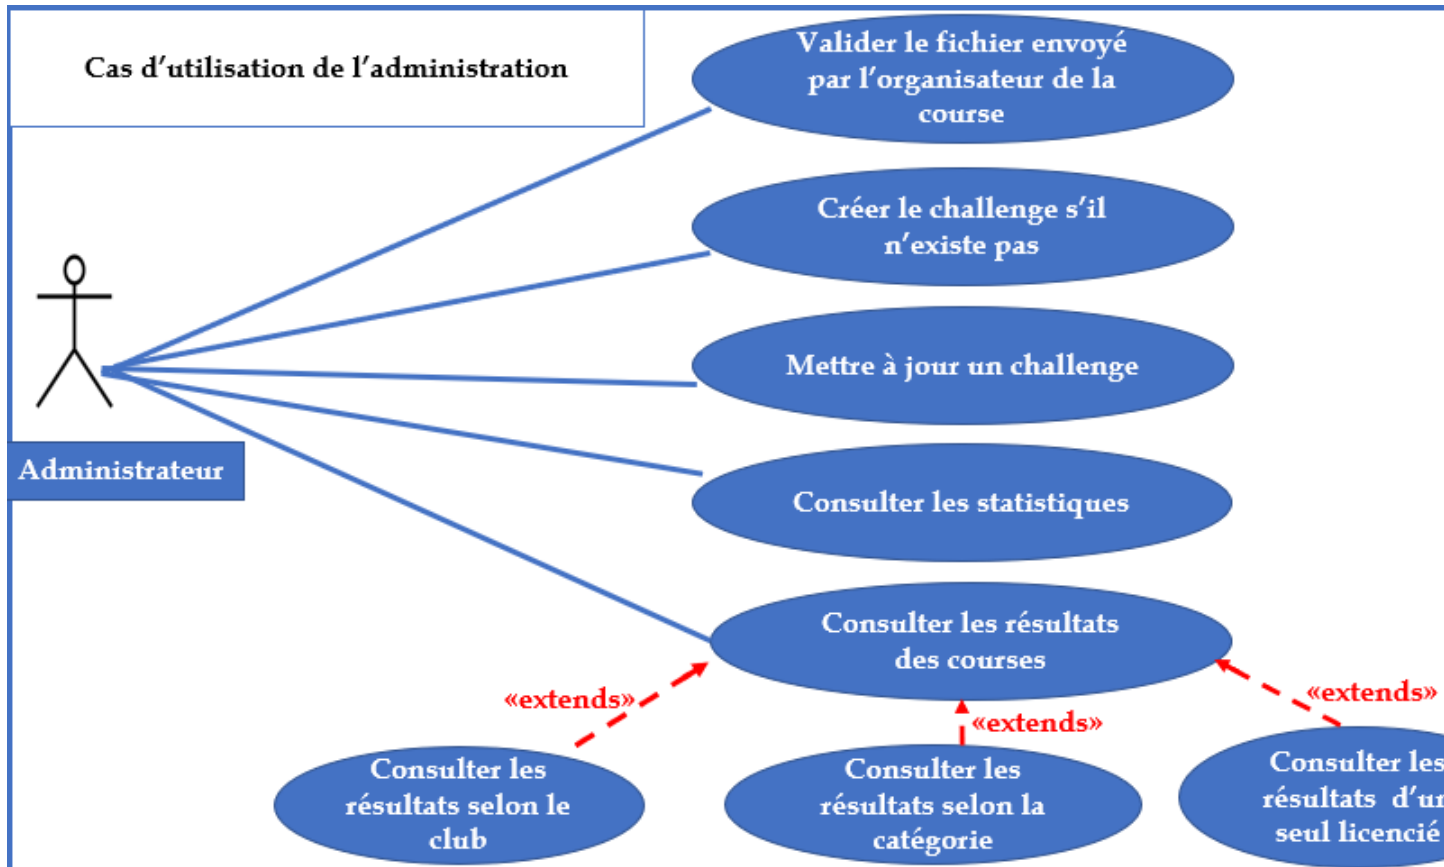 Cas d'utilisation de l'administration
Valider le fichier envoyé
par l'organisateur de la
course
Créer le challenge s'il
n'existe pas
Mettre à jour un challenge
Administrateur
Consulter les statistiques
Consulter les résultats
des courses
«extends»
«extends»
«extends»
Consulter les
résultats selon le
club
Consulter les
résultats selon la
catégorie
Consulter les
résultats d'un
seul licencié